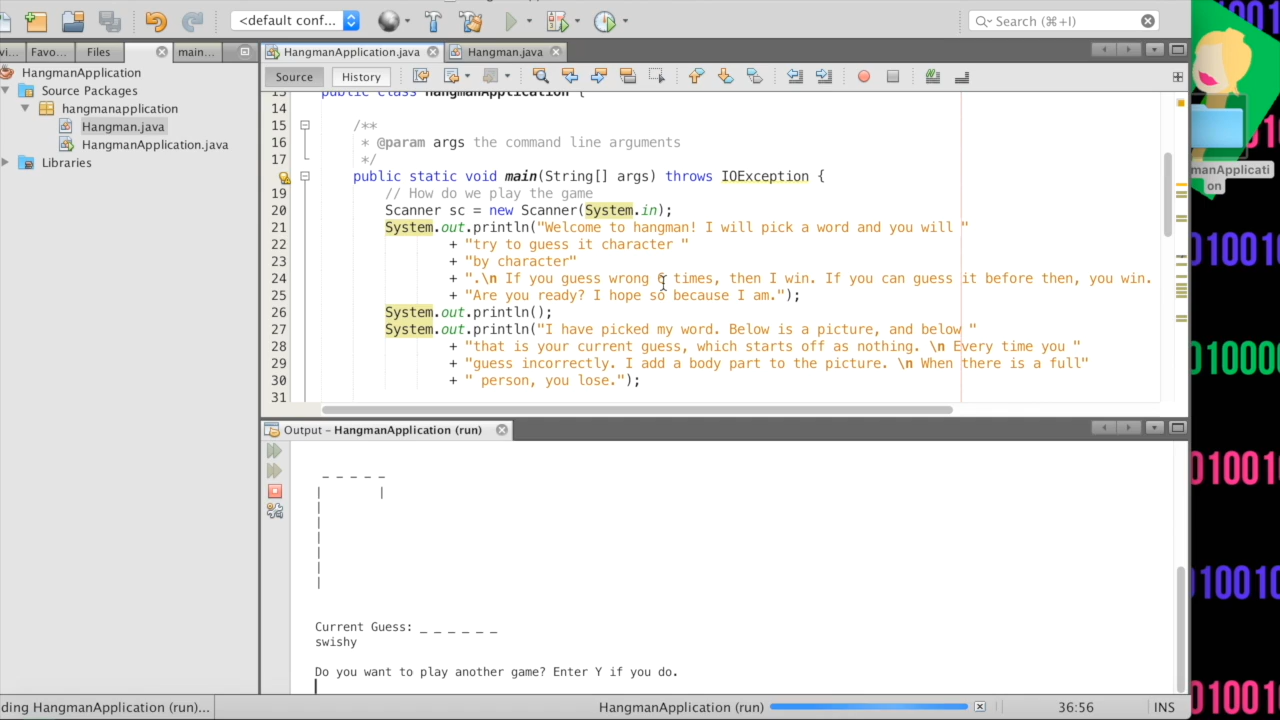 <default conf...
Search (⌘+I)
Favo...
Files
main...
HangmanApplication.java
Hangman.java
Source
History
HangmanApplication
Source Packages
hangmanapplication
Hangman.java
HangmanApplication.java
Libraries
13 public class HangmanApplication {
14
15 /**
16 * @param args the command line arguments
17 */
public static void main(String[] args) throws IOException {
19 // How do we play the game
20 Scanner sc = new Scanner(System.in);
21 System.out.println("Welcome to hangman! I will pick a word and you will "
22 + "try to guess it character "
23 + "by character"
24 + ".\n If you guess wrong 6 times, then I win. If you can guess it before then, you win.
25 + "Are you ready? I hope so because I am.");
26 System.out.println();
27 System.out.println("I have picked my word. Below is a picture, and below "
28 + "that is your current guess, which starts off as nothing. \n Every time you "
29 + "guess incorrectly. I add a body part to the picture. \n When there is a full"
30 + " person, you lose.");
31
Output – HangmanApplication (run)
_ _ _ _ _
| |
|
|
|
|
|
|
Current Guess: _ _ _ _ _ _
swishy
Do you want to play another game? Enter Y if you do.
ding HangmanApplication (run)...
HangmanApplication (run)
36:56
INS
manApplicati
on